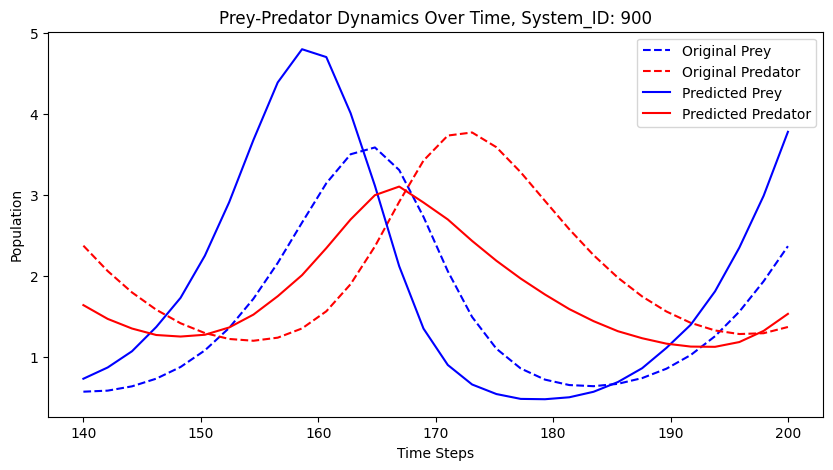 Prey-Predator Dynamics Over Time, System_ID: 900
Original Prey
Original Predator
Predicted Prey
Predicted Predator
Population
5
4
3
2
1
140
150
160
170
180
190
200
Time Steps